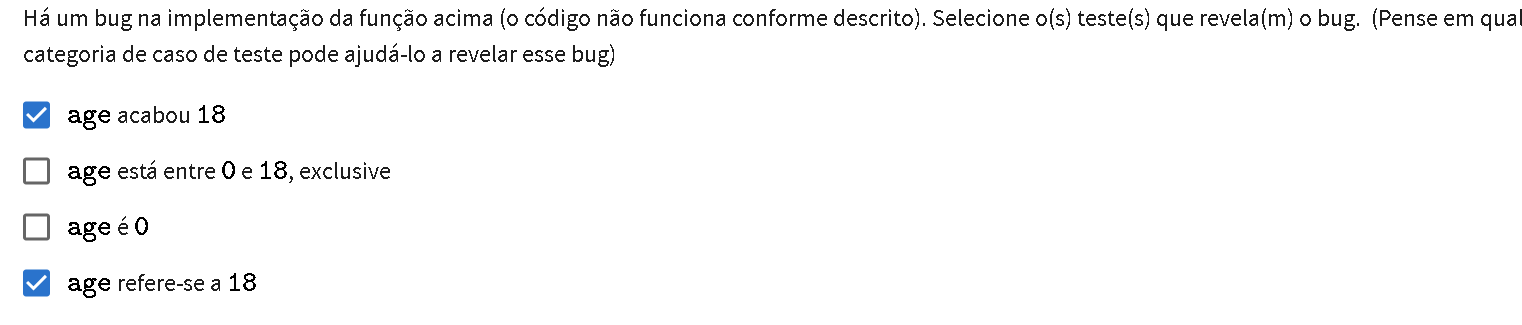 Há um bug na implementação da função acima (o código não funciona conforme descrito). Selecione o(s) teste(s) que revela(m) o bug. (Pense em qual
categoria de caso de teste pode ajudá-lo a revelar esse bug)
age acabou 18
age está entre 0 e 18, exclusive
age é 0
age refere-se a 18